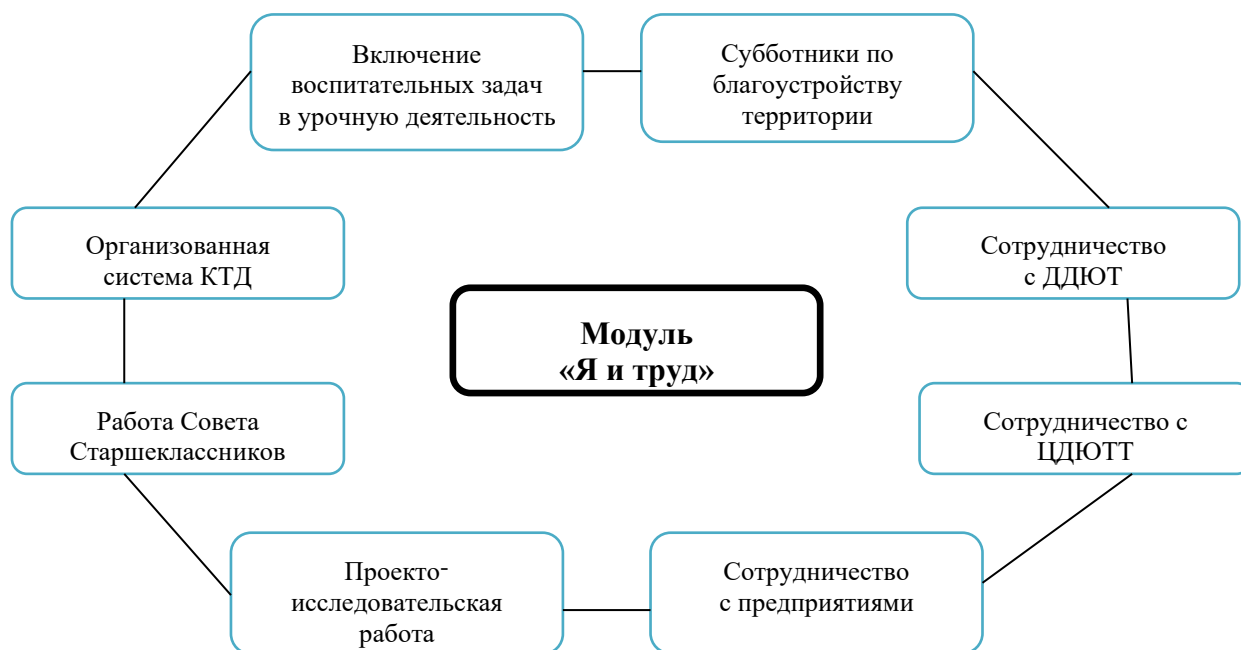 Включение
воспитательных задач
в урочную деятельность
Субботники по
благоустройству
территории
Организованная
система КТД
Сотрудничество
с ДДЮТ
Модуль
«Я и труд»
Работа Совета
Старшеклассников
Сотрудничество с
ЦДЮТТ
Проекто-
исследовательская
работа
Сотрудничество
с предприятиями